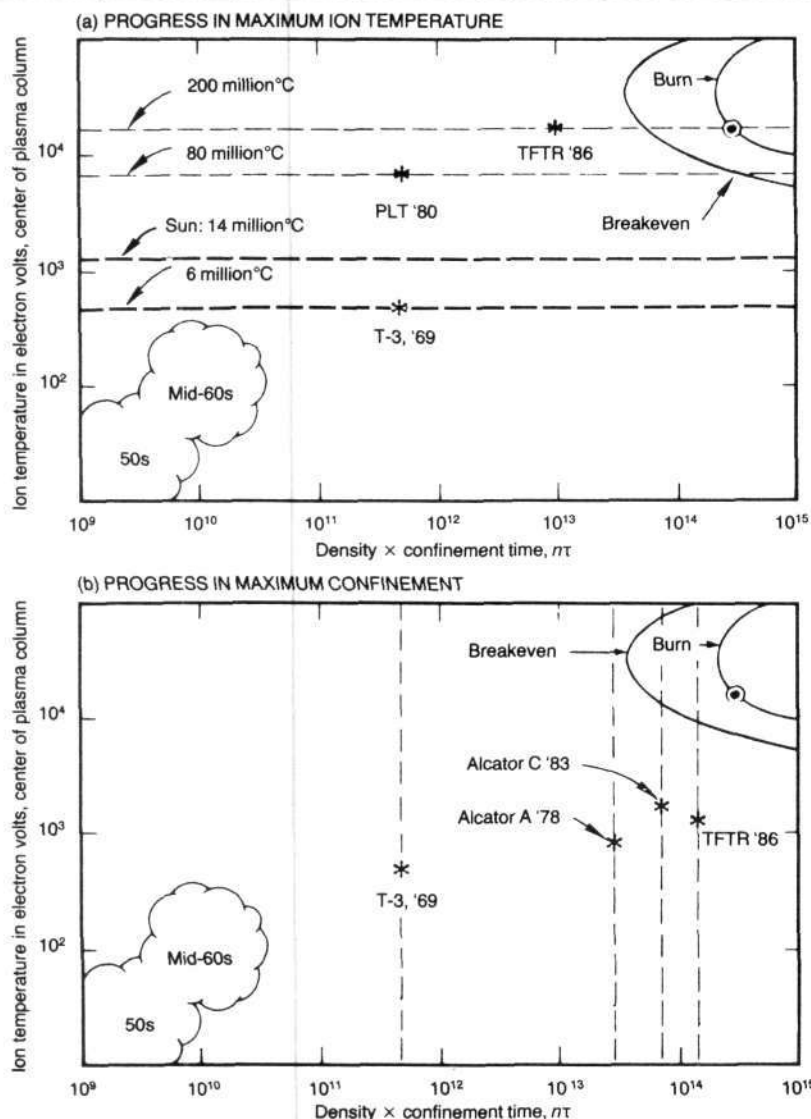 (a) PROGRESS IN MAXIMUM ION TEMPERATURE
Ion temperature in electron volts, center of plasma column
10⁴
10³
10²
200 million°C
80 million°C
Sun: 14 million°C
6 million°C
Burn
TFTR '86
PLT '80
Breakeven
T-3, '69
Mid-60s
50s
10⁹ 10¹⁰ 10¹¹ 10¹² 10¹³ 10¹⁴ 10¹⁵
Density × confinement time, nτ
(b) PROGRESS IN MAXIMUM CONFINEMENT
Ion temperature in electron volts, center of plasma column
10⁴
10³
10²
Breakeven
Burn
Alcator C '83
Alcator A '78
TFTR '86
T-3, '69
Mid-60s
50s
10⁹ 10¹⁰ 10¹¹ 10¹² 10¹³ 10¹⁴ 10¹⁵
Density × confinement time, nτ